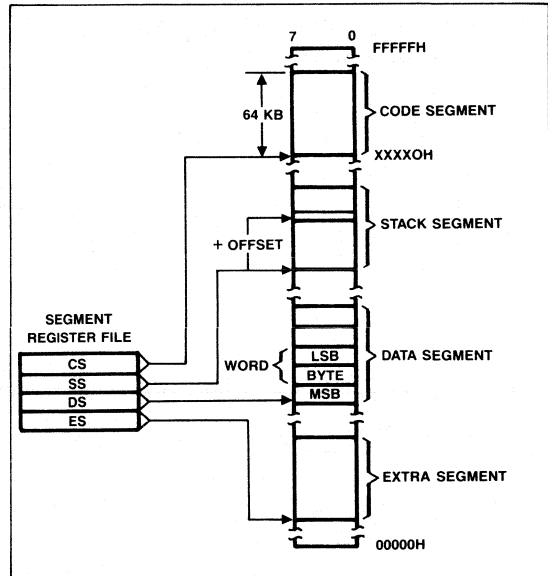 7 0
FFFFFH
64 KB
CODE SEGMENT
XXXXOH
STACK SEGMENT
+ OFFSET
SEGMENT
REGISTER FILE
CS
SS
DS
ES
WORD
LSB
BYTE
MSB
DATA SEGMENT
EXTRA SEGMENT
00000H